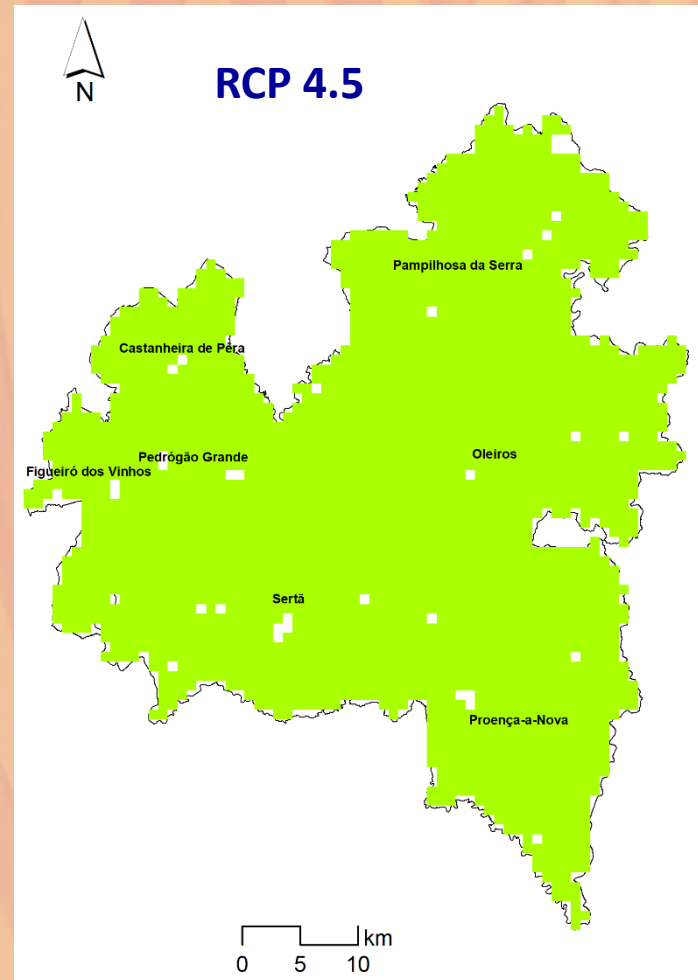 N
RCP 4.5
Pampilhosa da Serra
Castanheira de Pêra
Pedrógão Grande
Oleiros
Figueiró dos Vinhos
Sertã
Proença-a-Nova
km
0 5 10